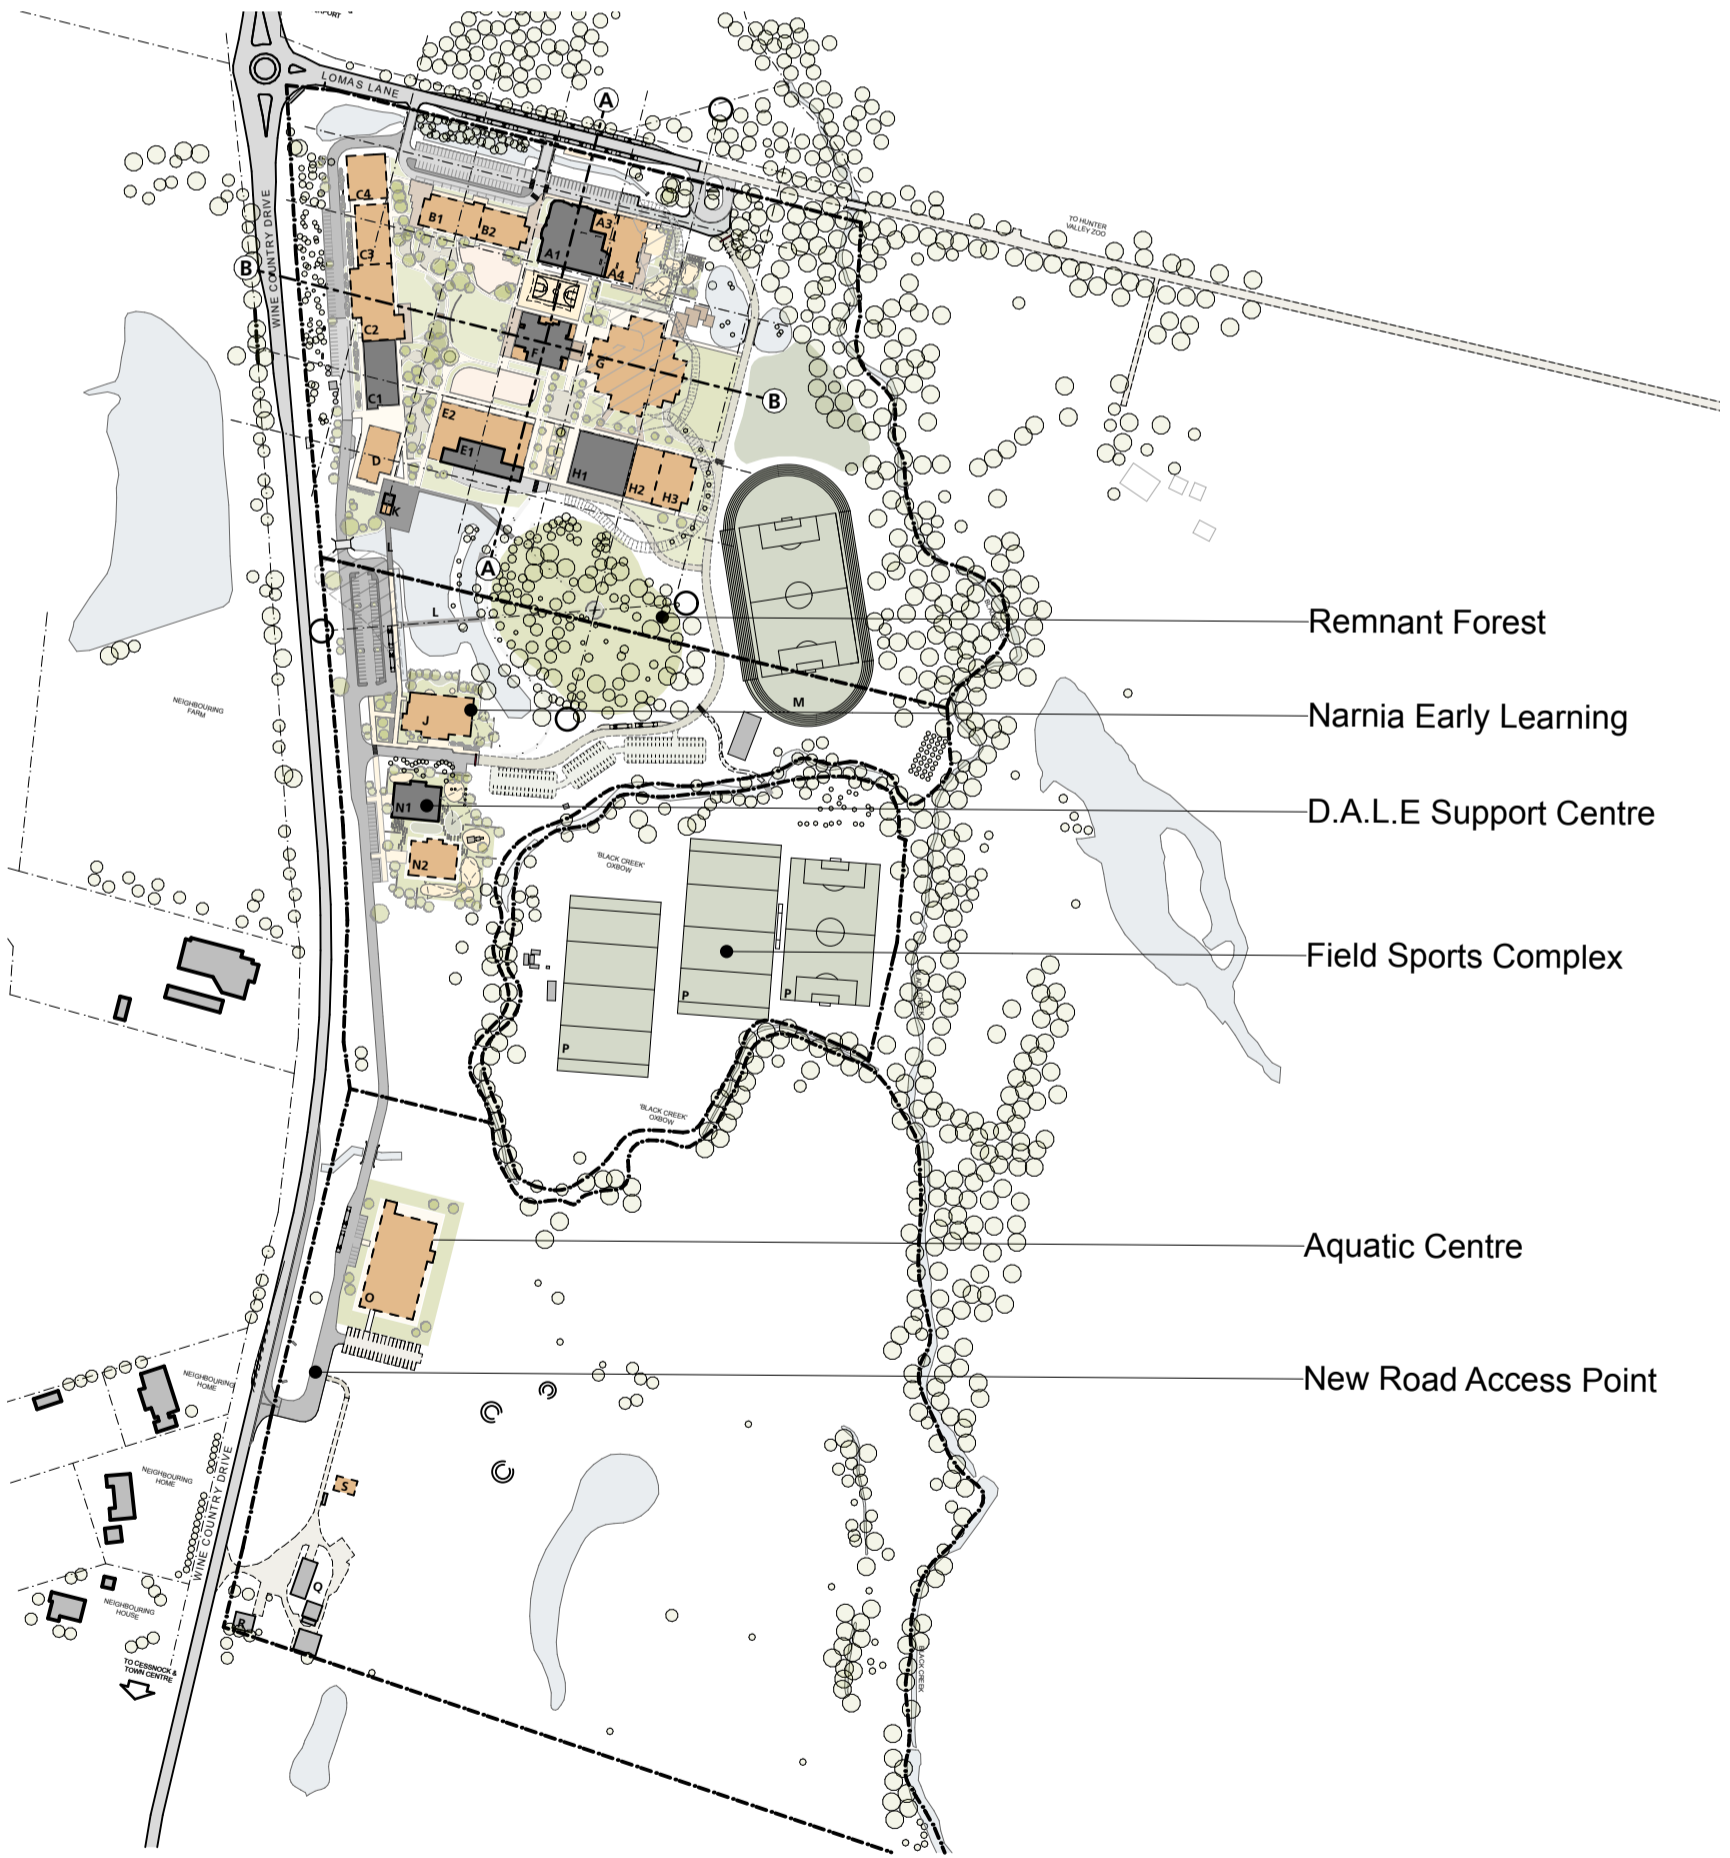 LOMAS LANE
A
C4
B1
B2
A3
A1
A4
TO HUNTER
VALLEY ZOO
WINE COUNTRY DRIVE
B
C3
C2
F
G
C1
B
E2
E1
D
H1
H2
H3
K
L
A
L
Remnant Forest
NEIGHBOURING
FARM
M
Narnia Early Learning
J
N1
D.A.L.E Support Centre
'BLACK CREEK'
OXBOW
N2
Field Sports Complex
P
P
P
'BLACK CREEK'
OXBOW
Aquatic Centre
O
New Road Access Point
NEIGHBOURING
HOME
WINE COUNTRY DRIVE
NEIGHBOURING
HOME
S
Q
NEIGHBOURING
HOUSE
R
BLACK CREEK
TO CESSNOCK &
TOWN CENTRE